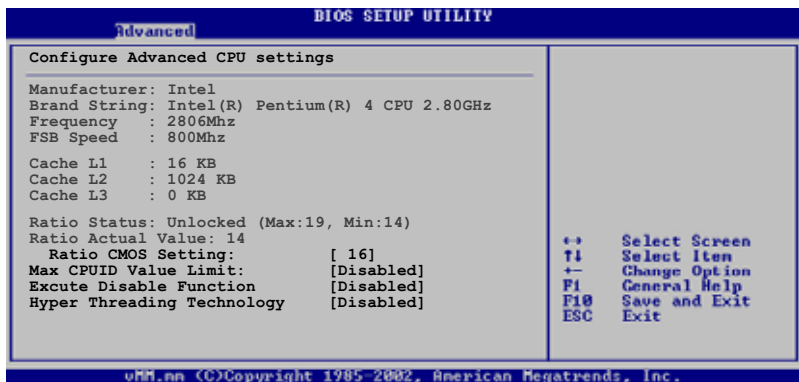 BIOS SETUP UTILITY
Advanced
Configure Advanced CPU settings
Manufacturer: Intel
Brand String: Intel(R) Pentium(R) 4 CPU 2.80GHz
Frequency : 2806Mhz
FSB Speed : 800Mhz
Cache L1 : 16 KB
Cache L2 : 1024 KB
Cache L3 : 0 KB
Ratio Status: Unlocked (Max:19, Min:14)
Ratio Actual Value: 14
Ratio CMOS Setting: [ 16]
Max CPUID Value Limit: [Disabled]
Excute Disable Function [Disabled]
Hyper Threading Technology [Disabled]
↔ Select Screen
↑↓ Select Item
+- Change Option
F1 General Help
F10 Save and Exit
ESC Exit
vMM.mm (C)Copyright 1985-2002, American Megatrends, Inc.